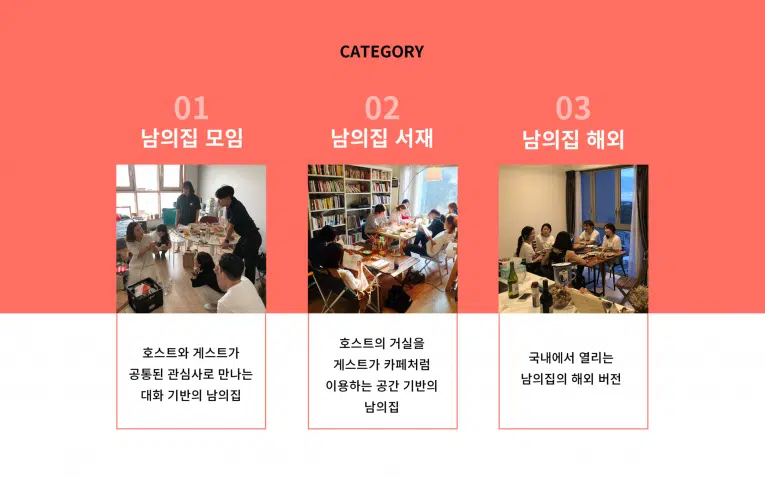 CATEGORY
01
남의집 모임
호스트와 게스트가
공통된 관심사로 만나는
대화 기반의 남의집
02
남의집 서재
호스트의 거실을
게스트가 카페처럼
이용하는 공간 기반의
남의집
03
남의집 해외
국내에서 열리는
남의집의 해외 버전